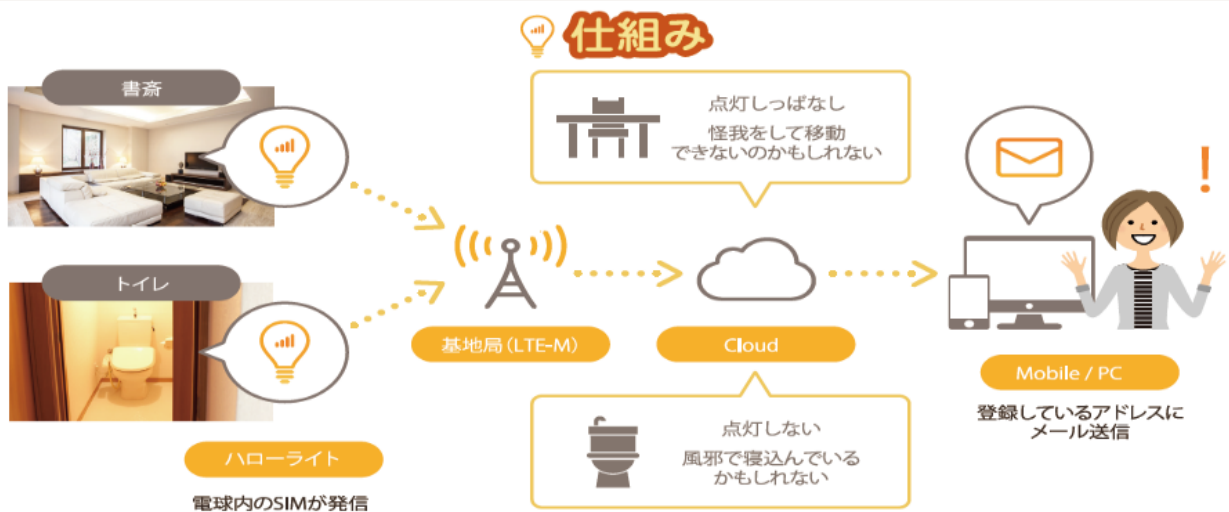 仕組み
書斎
点灯しっぱなし
怪我をして移動
できないのかもしれない
トイレ
基地局(LTE-M)
Cloud
Mobile / PC
登録しているアドレスに
メール送信
点灯しない
風邪で寝込んでいる
かもしれない
ハローライト
電球内のSIMが発信